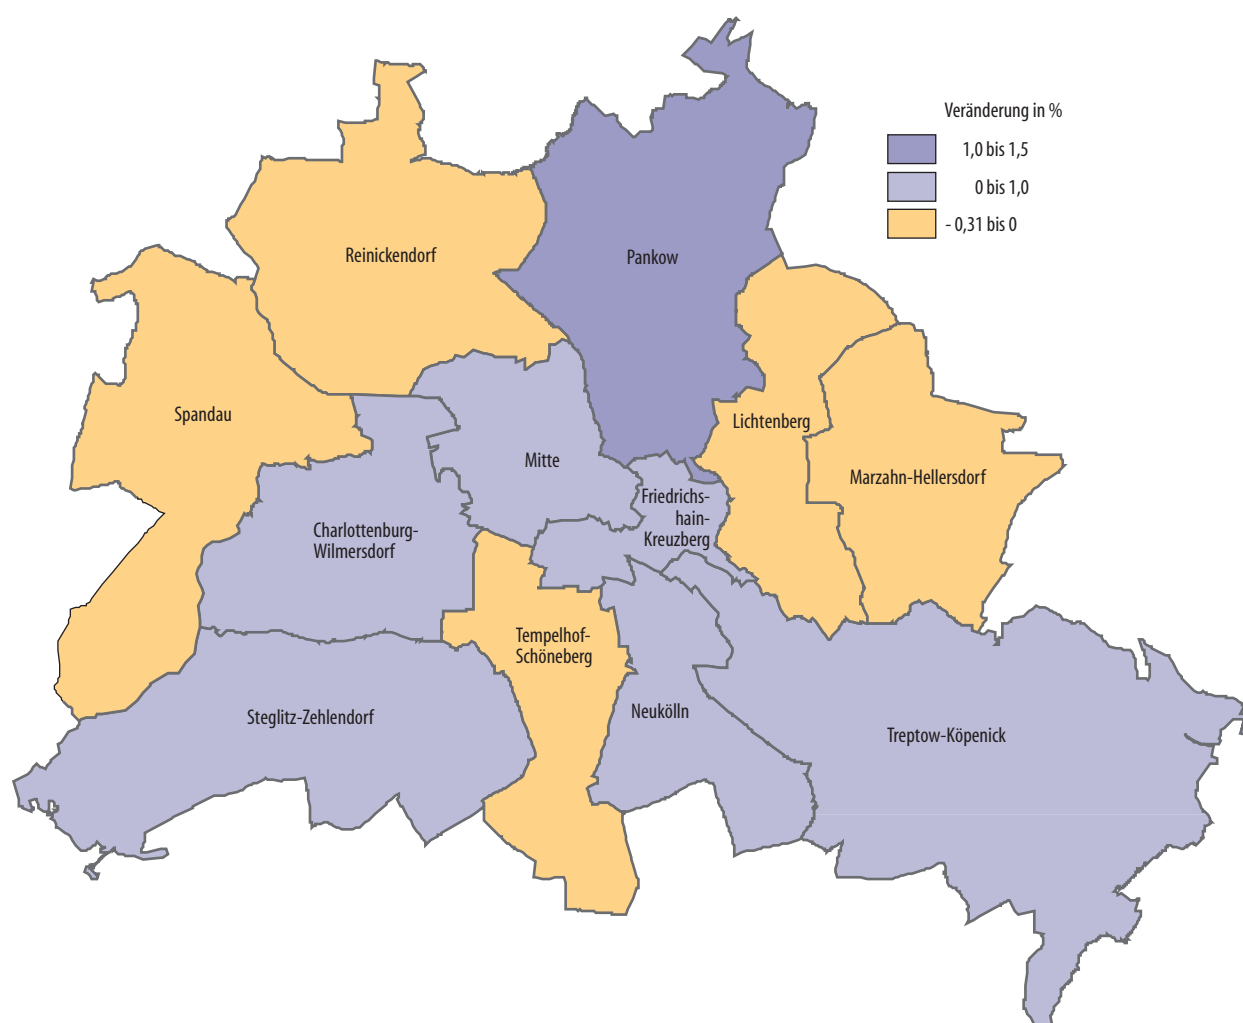 Veränderung in %
1,0 bis 1,5
0 bis 1,0
- 0,31 bis 0
Reinickendorf
Pankow
Spandau
Lichtenberg
Mitte
Marzahn-Hellersdorf
Friedrichs-
hain-
Kreuzberg
Charlottenburg-
Wilmersdorf
Tempelhof-
Schöneberg
Steglitz-Zehlendorf
Neukölln
Treptow-Köpenick